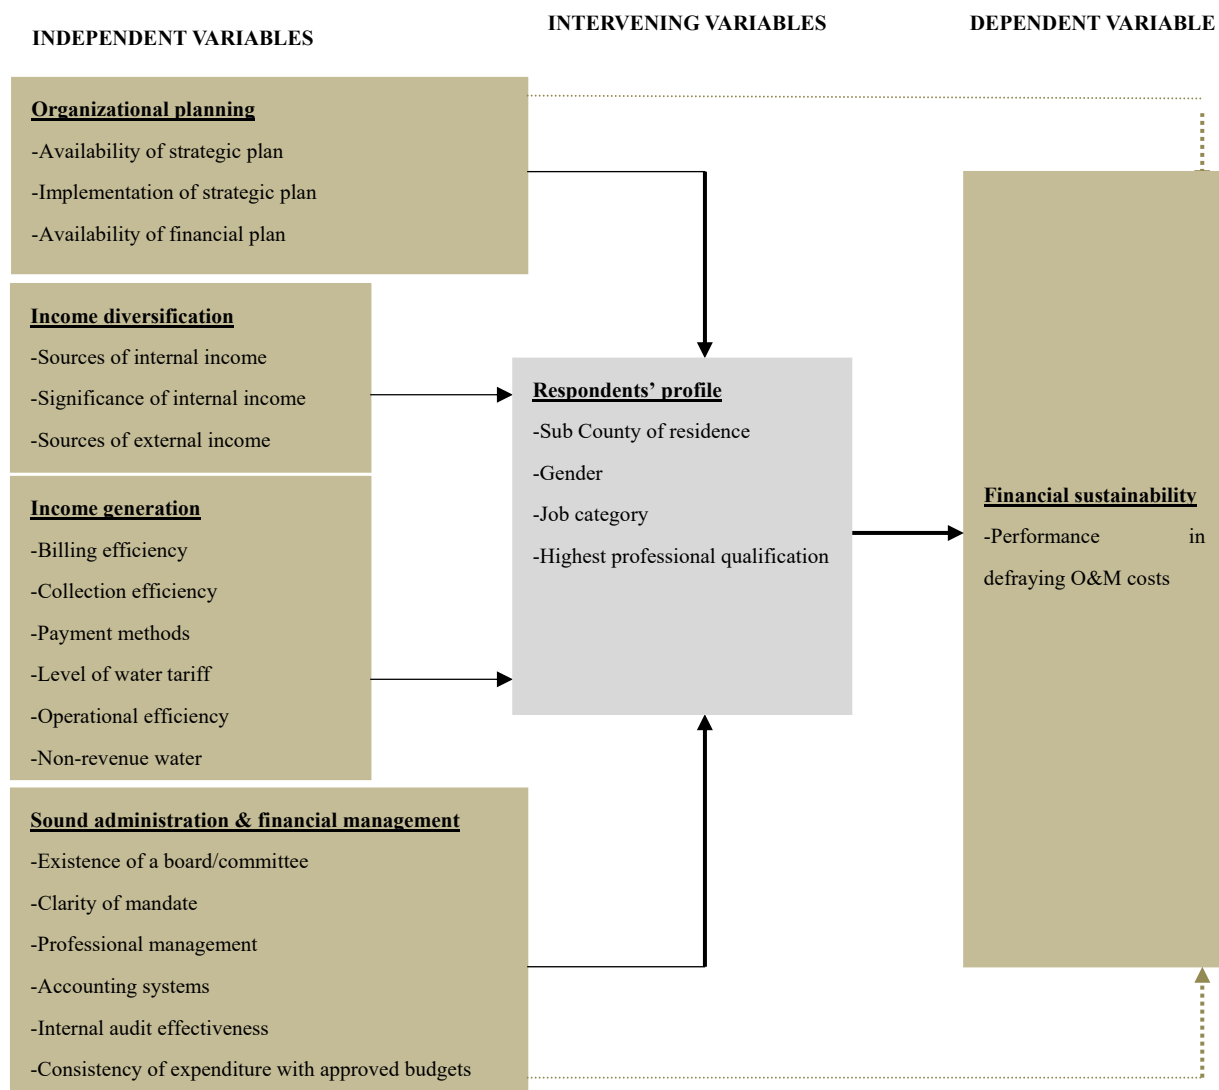 INDEPENDENT VARIABLES
INTERVENING VARIABLES
DEPENDENT VARIABLE
Organizational planning
-Availability of strategic plan
-Implementation of strategic plan
-Availability of financial plan
Income diversification
-Sources of internal income
-Significance of internal income
-Sources of external income
Income generation
-Billing efficiency
-Collection efficiency
-Payment methods
-Level of water tariff
-Operational efficiency
-Non-revenue water
Sound administration & financial management
-Existence of a board/committee
-Clarity of mandate
-Professional management
-Accounting systems
-Internal audit effectiveness
-Consistency of expenditure with approved budgets
Respondents’ profile
-Sub County of residence
-Gender
-Job category
-Highest professional qualification
Financial sustainability
-Performance in
defraying O&M costs